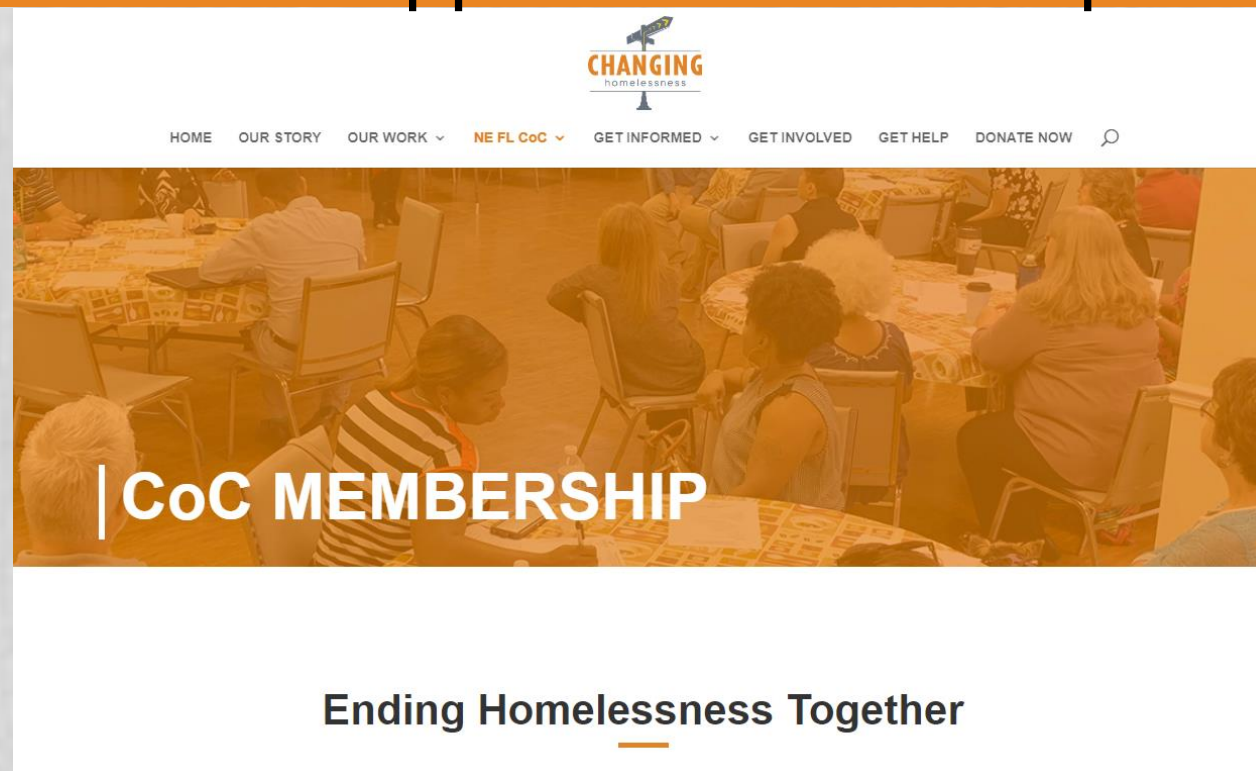 CHANGING
homelessness
HOME OUR STORY OUR WORK NE FL CoC GET INFORMED GET INVOLVED GET HELP DONATE NOW
CoC MEMBERSHIP
Ending Homelessness Together